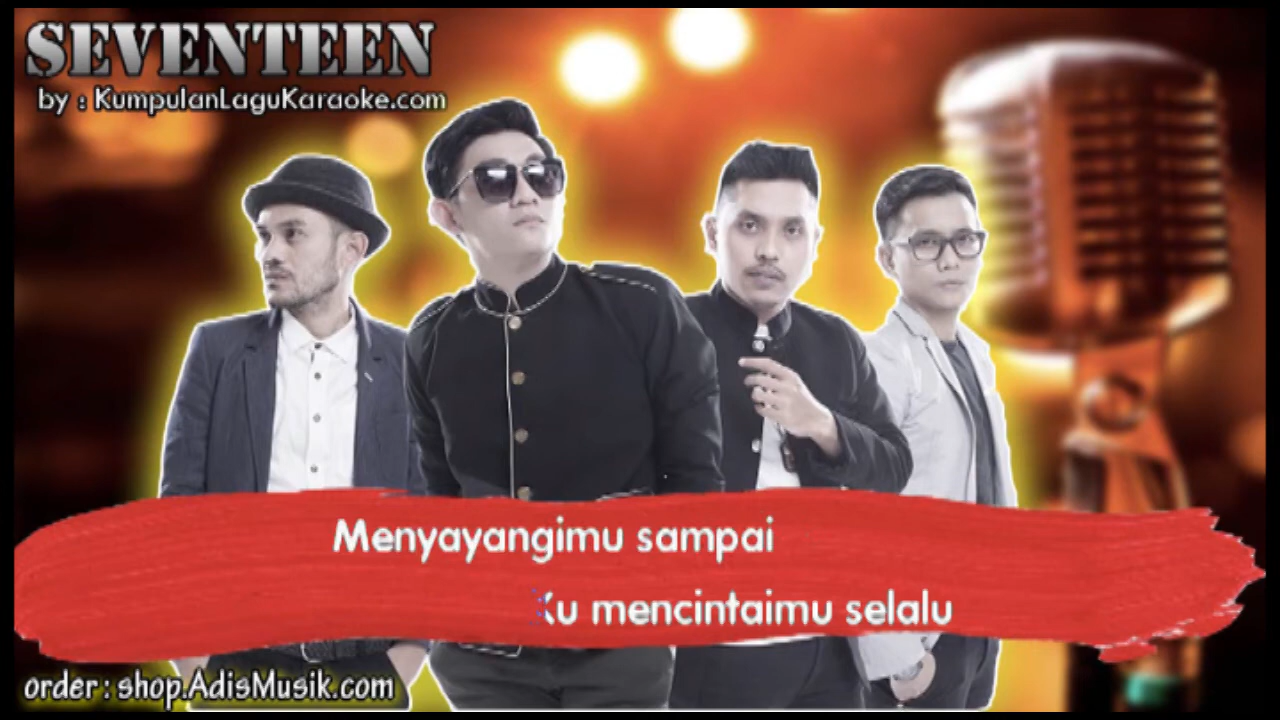 SEVENTEEN
by : KumpulanLaguKaraoke.com
Menyayangimu sampai
Ku mencintaimu selalu
order : shop.AdisMusik.com